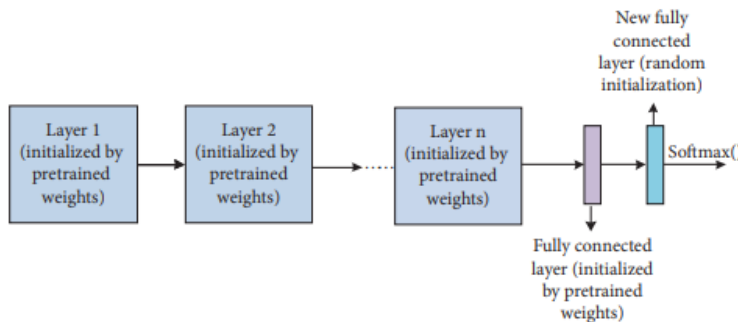 Layer 1
(initialized by
pretrained
weights)
Layer 2
(initialized by
pretrained
weights)
Layer n
(initialized by
pretrained
weights)
New fully
connected
layer (random
initialization)
Softmax()
Fully connected
layer (initialized
by pretrained
weights)